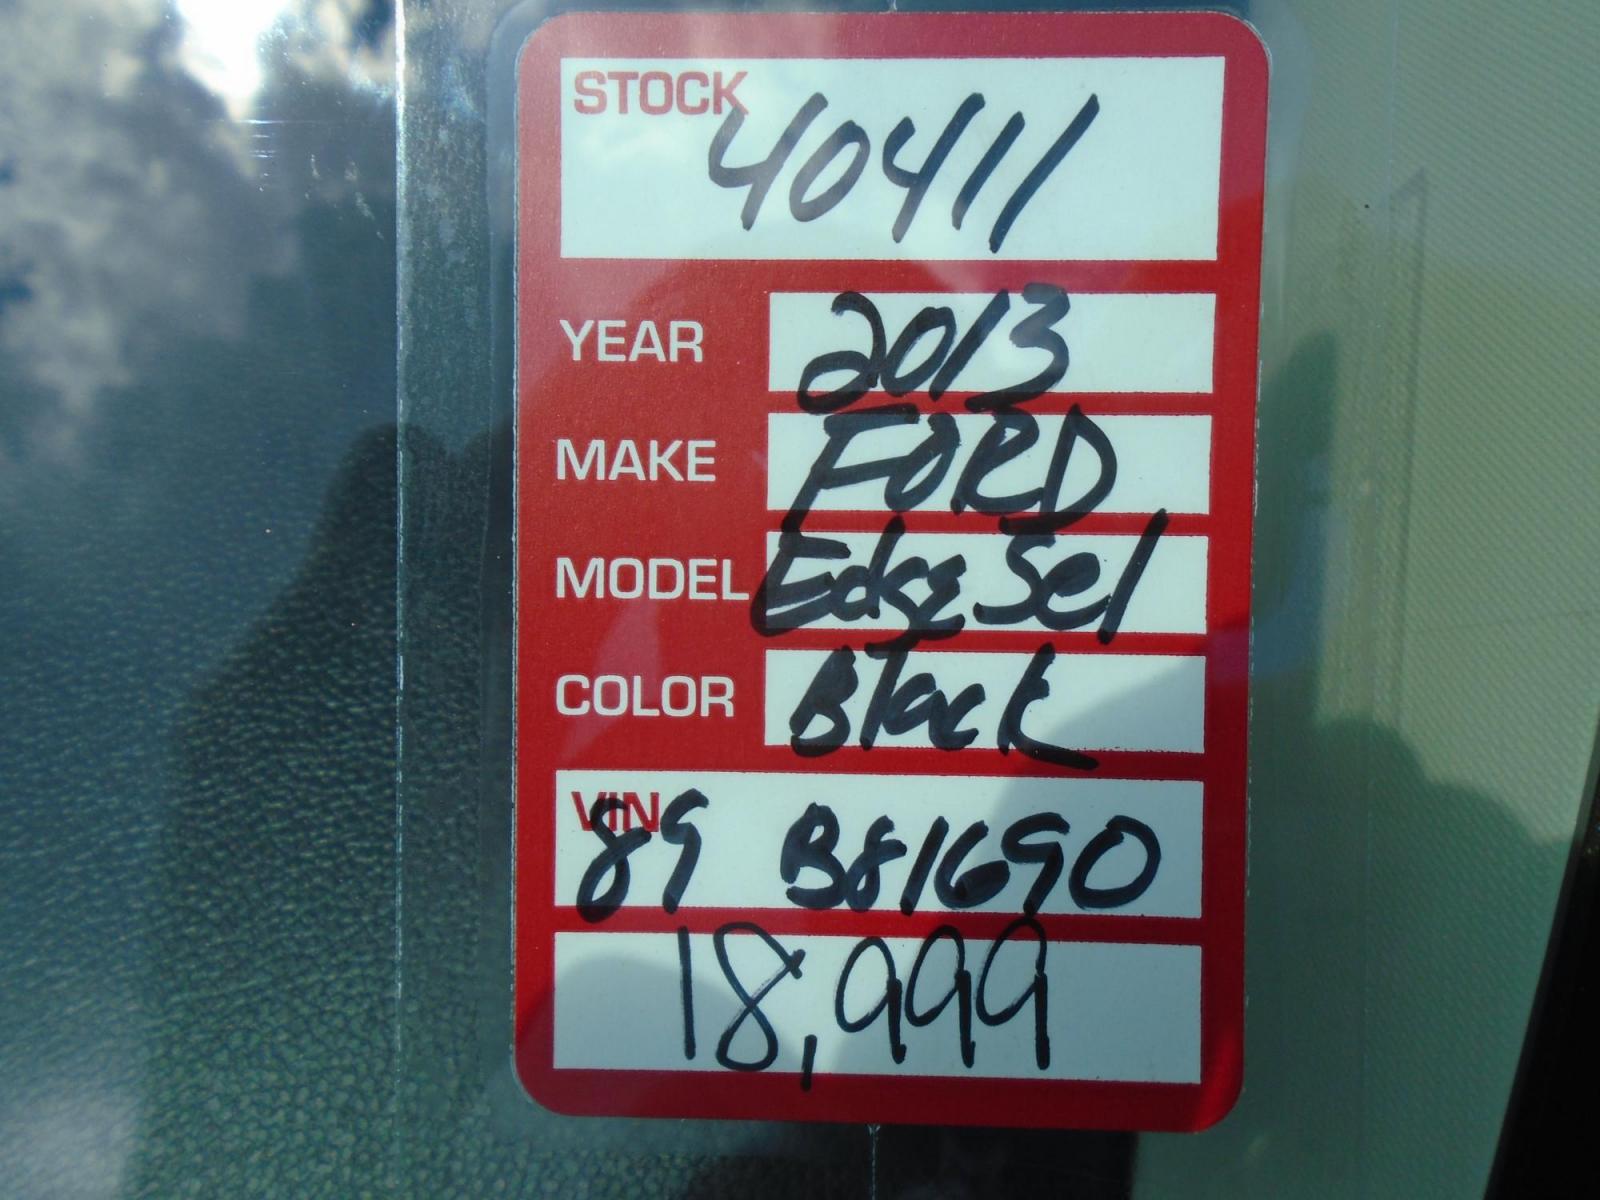 STOCK
40411
YEAR 2013
MAKE FORD
MODEL Edge Sel
COLOR Black
VIN
89 B81690
18,999